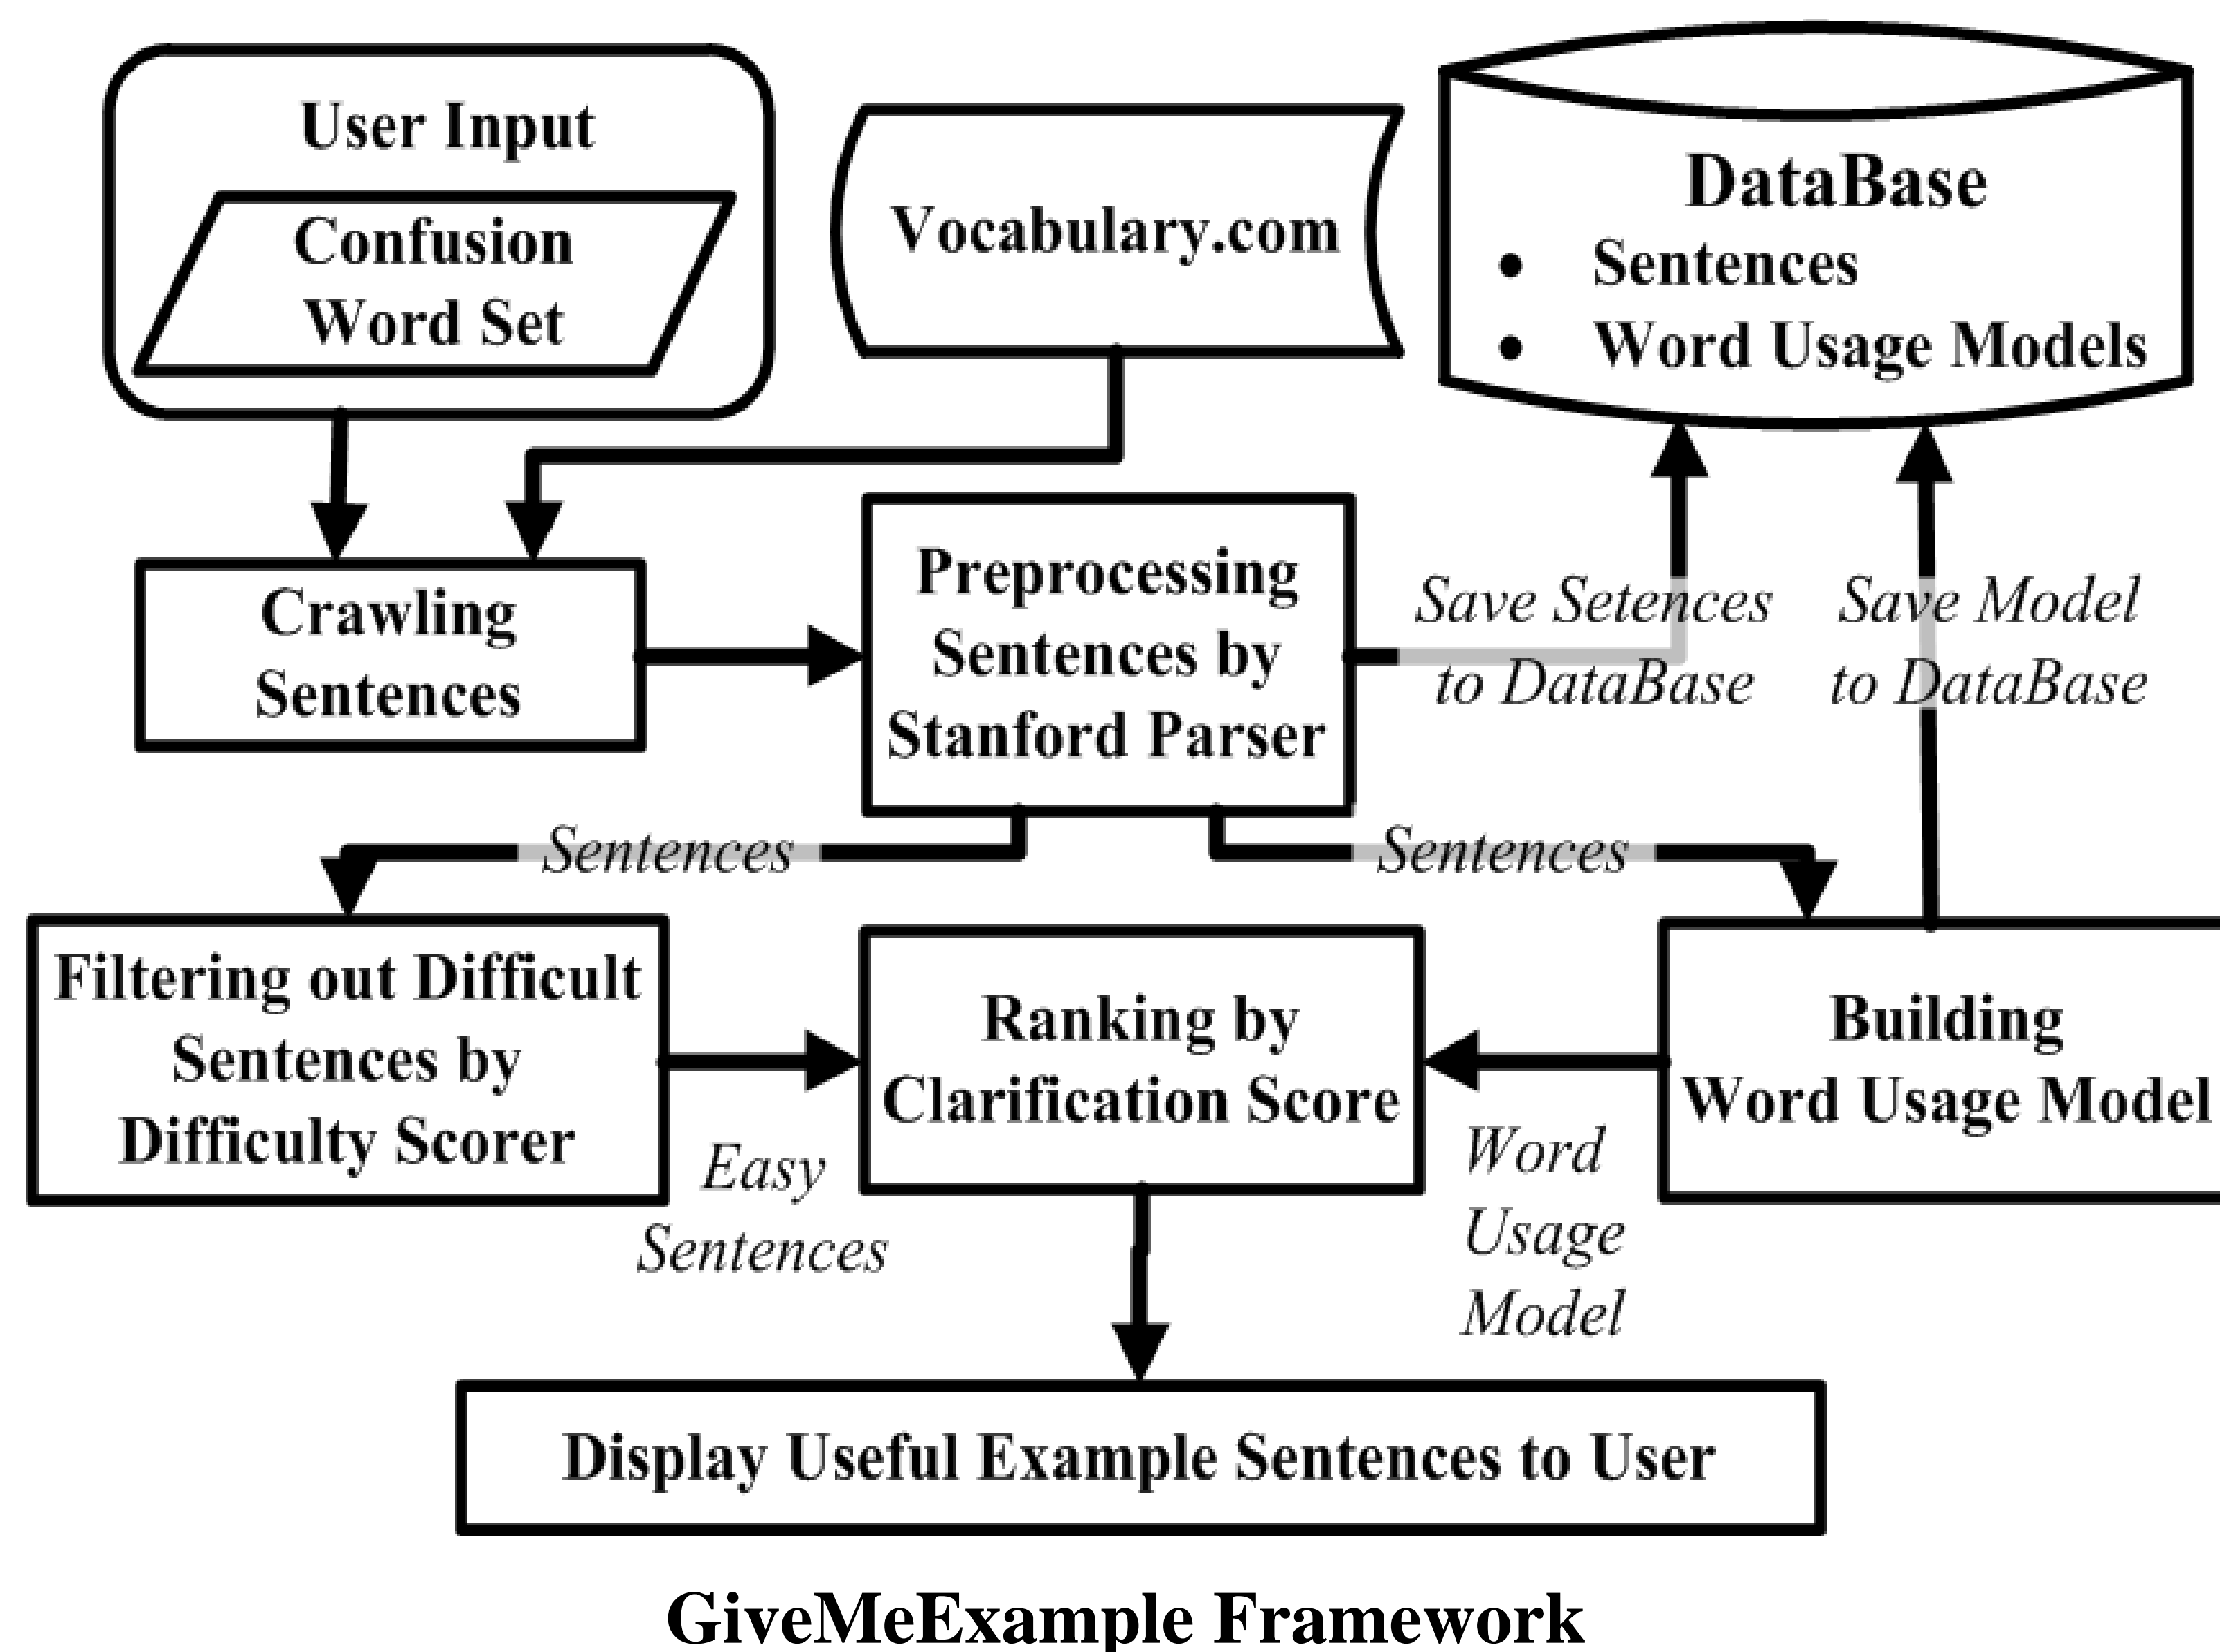 User Input
Confusion
Word Set
Vocabulary.com
DataBase
• Sentences
• Word Usage Models
Crawling
Sentences
Preprocessing
Sentences by
Stanford Parser
Save Setences
to DataBase
Save Model
to DataBase
Sentences
Sentences
Filtering out Difficult
Sentences by
Difficulty Scorer
Easy
Sentences
Ranking by
Clarification Score
Word
Usage
Model
Building
Word Usage Model
Display Useful Example Sentences to User
GiveMeExample Framework